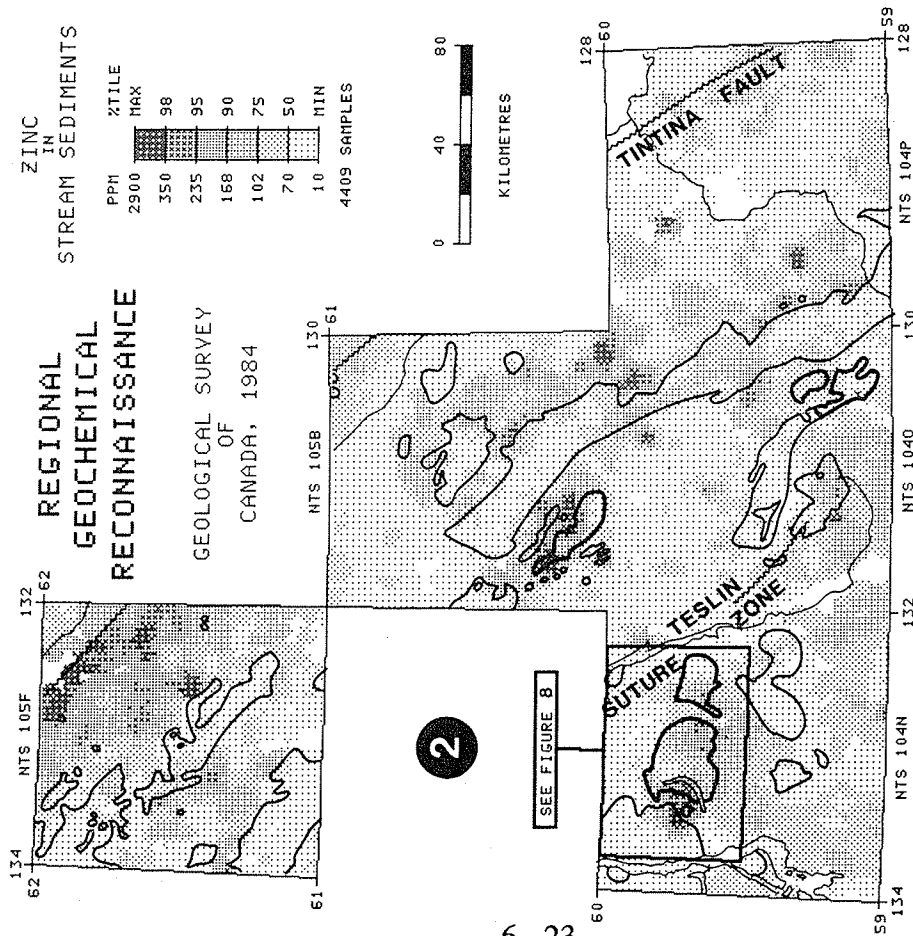 REGIONAL
GEOCHEMICAL
RECONNAISSANCE
GEOLOGICAL SURVEY
OF
CANADA, 1984
ZINC
IN
STREAM SEDIMENTS
PPM %TILE
2900 MAX
350 98
235 95
168 90
102 75
70 50
10 MIN
4409 SAMPLES
0 40 80
KILOMETRES
62
134
NTS 105F
132
62
61
NTS 105B
130
61
2
SEE FIGURE 8
60
SUTURE
TESLIN
ZONE
128
60
TINTINA FAULT
59
134
NTS 104N
132
NTS 104O
130
NTS 104P
128
59
6-23